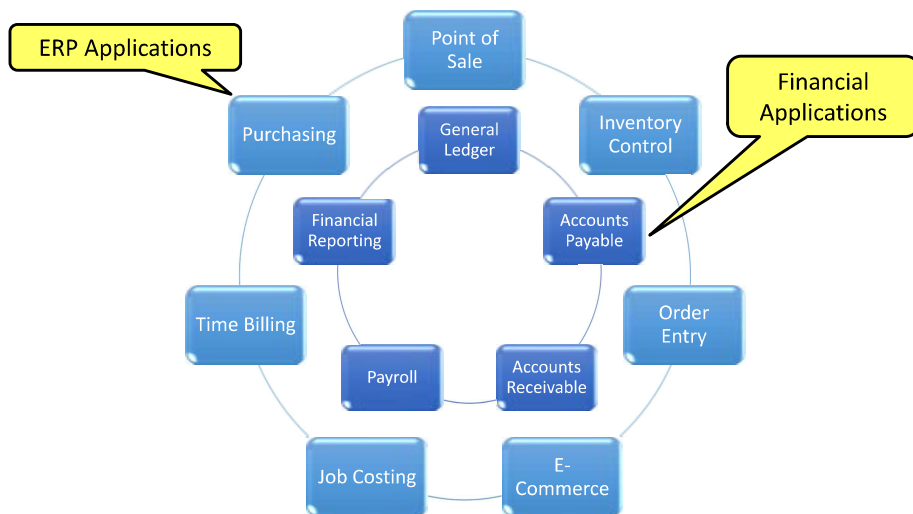 ERP Applications
Point of
Sale
Financial
Applications
Purchasing
General
Ledger
Inventory
Control
Financial
Reporting
Accounts
Payable
Time Billing
Order
Entry
Payroll
Accounts
Receivable
Job Costing
E-
Commerce